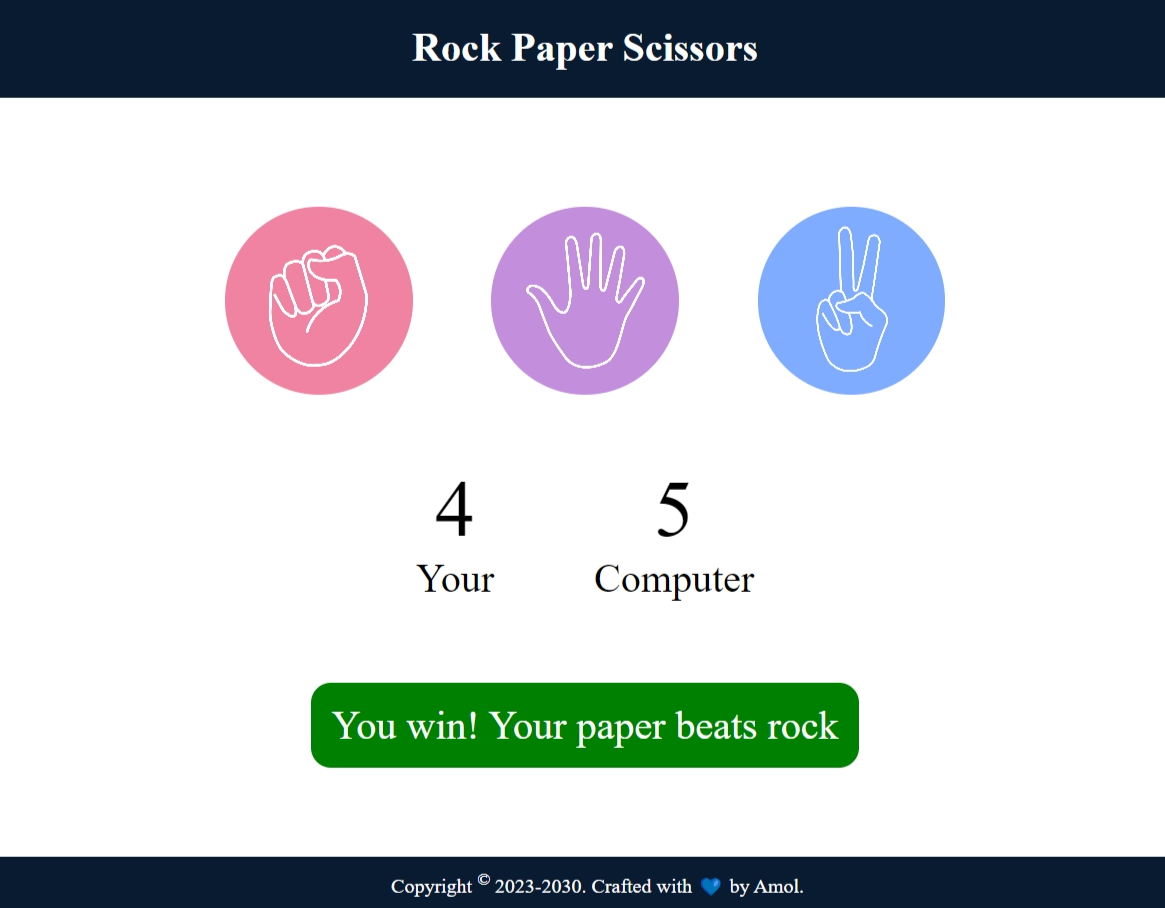 Rock Paper Scissors
4 5
Your Computer
You win! Your paper beats rock
Copyright © 2023-2030. Crafted with 💙 by Amol.